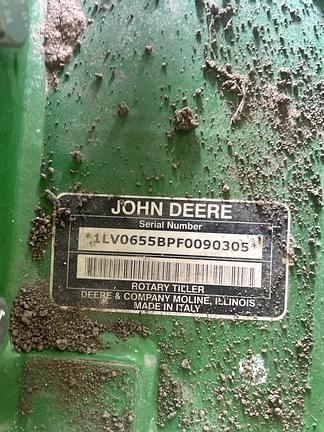 JOHN DEERE
Serial Number
*1LV0655BPF0090305*
ROTARY TILLER
DEERE & COMPANY MOLINE, ILLINOIS
MADE IN ITALY